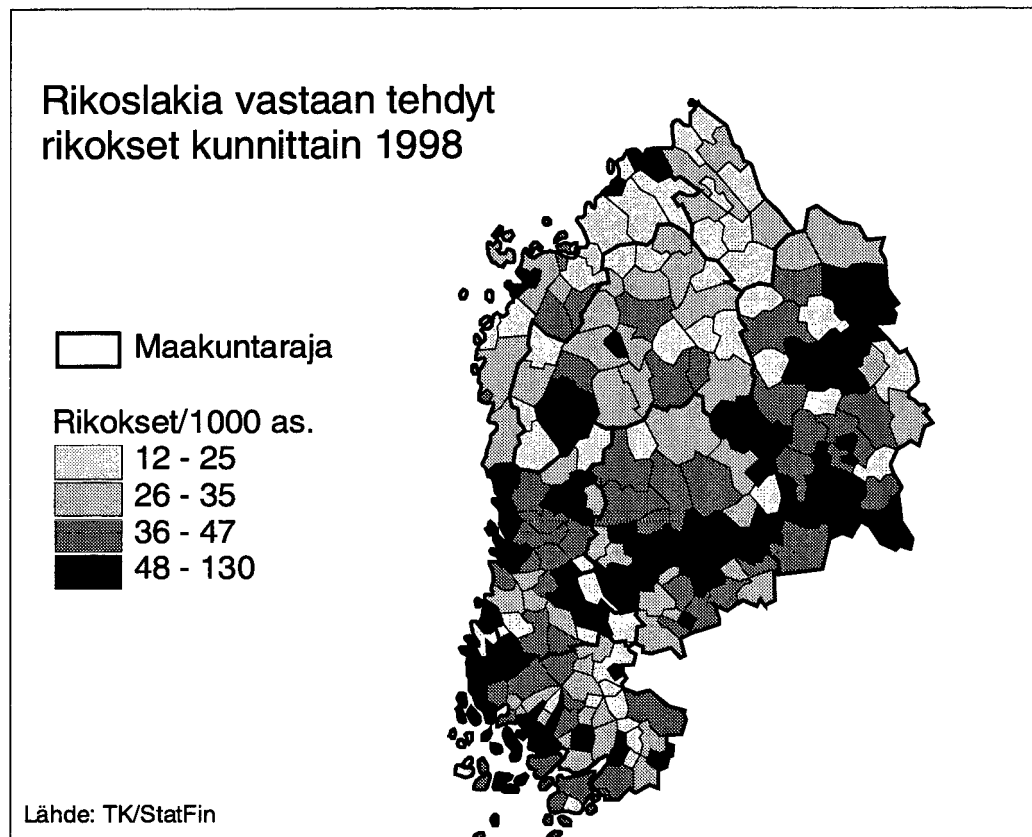 Rikoslakia vastaan tehdyt
rikokset kunnittain 1998
Maakuntaraja
Rikokset/1000 as.
12 - 25
26 - 35
36 - 47
48 - 130
Lähde: TK/StatFin